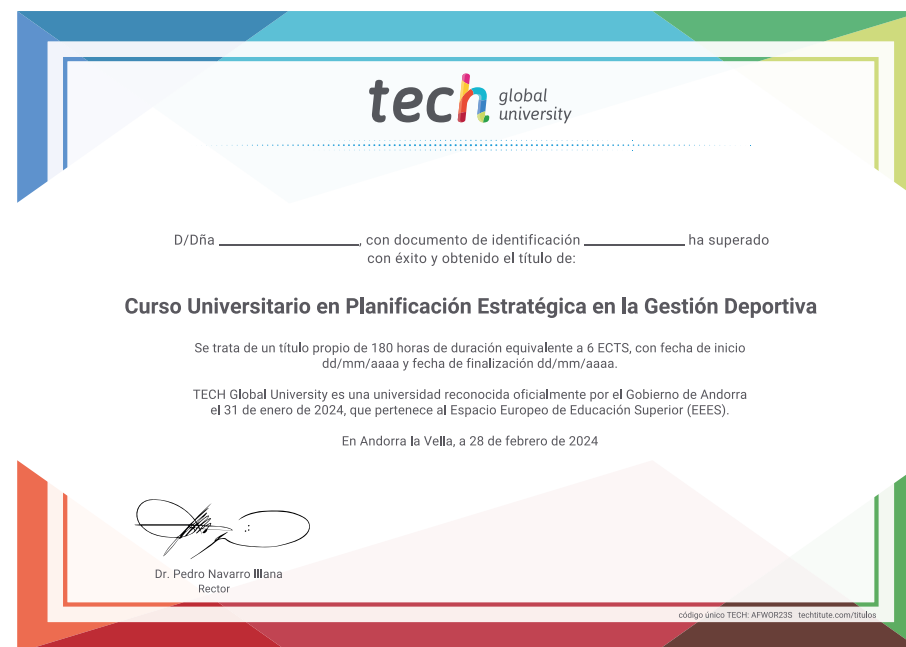 tech global university
D/Dña ____________________, con documento de identificación ______________ ha superado
con éxito y obtenido el título de:
Curso Universitario en Planificación Estratégica en la Gestión Deportiva
Se trata de un título propio de 180 horas de duración equivalente a 6 ECTS, con fecha de inicio
dd/mm/aaaa y fecha de finalización dd/mm/aaaa.
TECH Global University es una universidad reconocida oficialmente por el Gobierno de Andorra
el 31 de enero de 2024, que pertenece al Espacio Europeo de Educación Superior (EEES).
En Andorra la Vella, a 28 de febrero de 2024
Dr. Pedro Navarro Illana
Rector
código único TECH: AFWOR23S techtitute.com/titulos